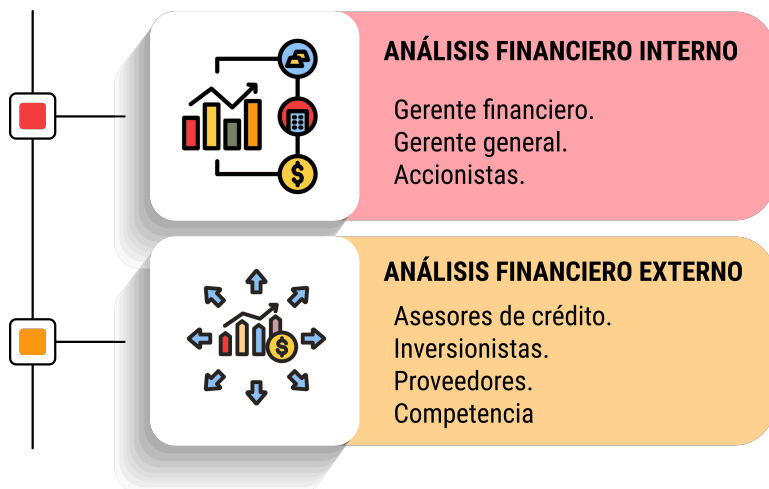 ANÁLISIS FINANCIERO INTERNO
Gerente financiero.
Gerente general.
Accionistas.
ANÁLISIS FINANCIERO EXTERNO
Asesores de crédito.
Inversionistas.
Proveedores.
Competencia